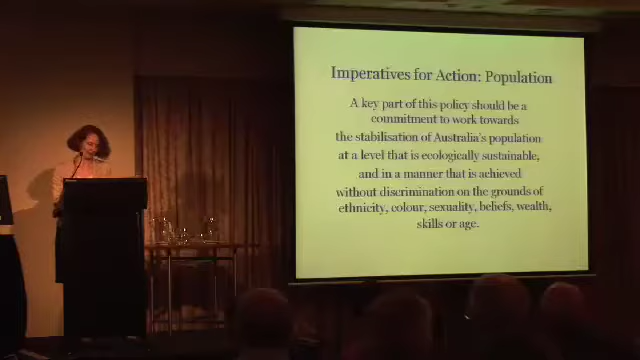 Imperatives for Action: Population
A key part of this policy should be a
commitment to work towards
the stabilisation of Australia's population
at a level that is ecologically sustainable,
and in a manner that is achieved
without discrimination on the grounds of
ethnicity, colour, sexuality, beliefs, wealth,
skills or age.